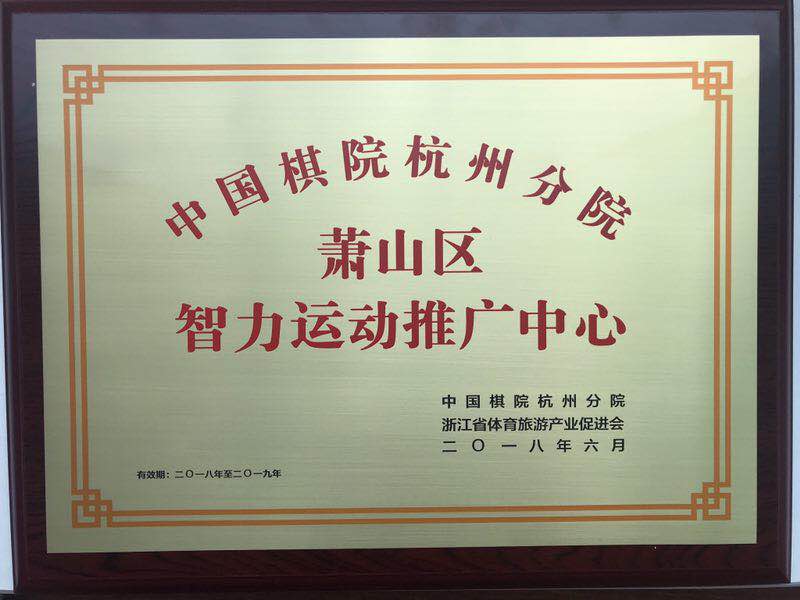 中国棋院杭州分院
萧山区
智力运动推广中心
中国棋院杭州分院
浙江省体育旅游产业促进会
二〇一八年六月
有效期：二〇一八年至二〇一九年